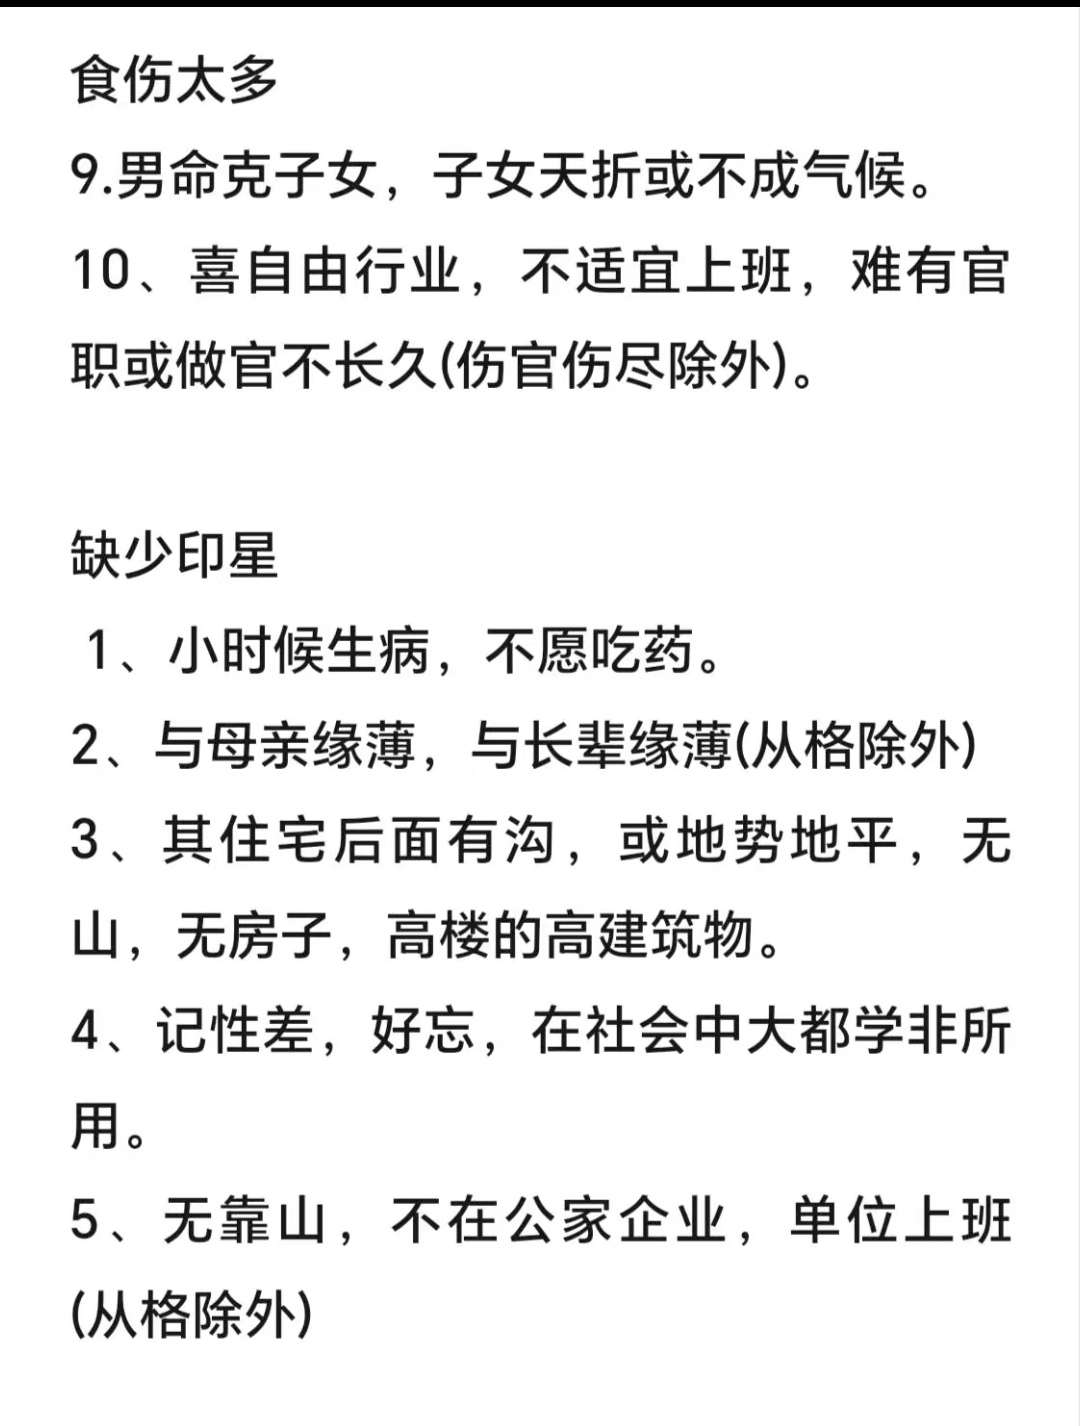 食伤太多
9.男命克子女，子女天折或不成气候。
10、喜自由行业，不适宜上班，难有官
职或做官不长久(伤官伤尽除外)。
缺少印星
1、小时候生病，不愿吃药。
2、与母亲缘薄，与长辈缘薄(从格除外)
3、其住宅后面有沟，或地势地平，无
山，无房子，高楼的高建筑物。
4、记性差，好忘，在社会中大都学非所
用。
5、无靠山，不在公家企业，单位上班
(从格除外)